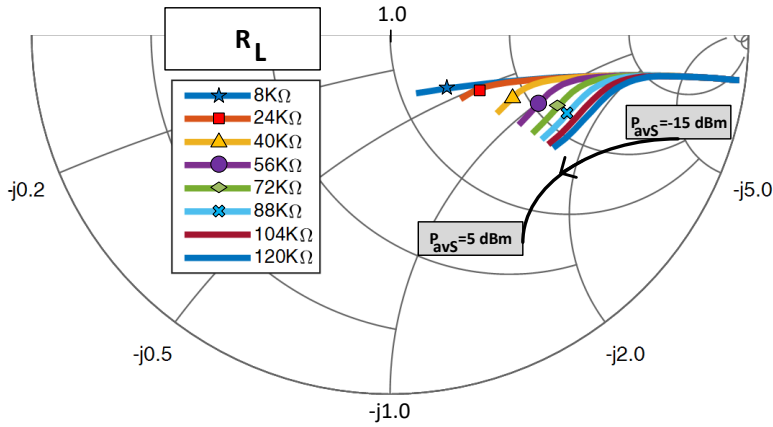 1.0
R_L
8KΩ
24KΩ
40KΩ
56KΩ
72KΩ
88KΩ
104KΩ
120KΩ
P_avS=-15 dBm
P_avS=5 dBm
-j0.2
-j5.0
-j0.5
-j2.0
-j1.0